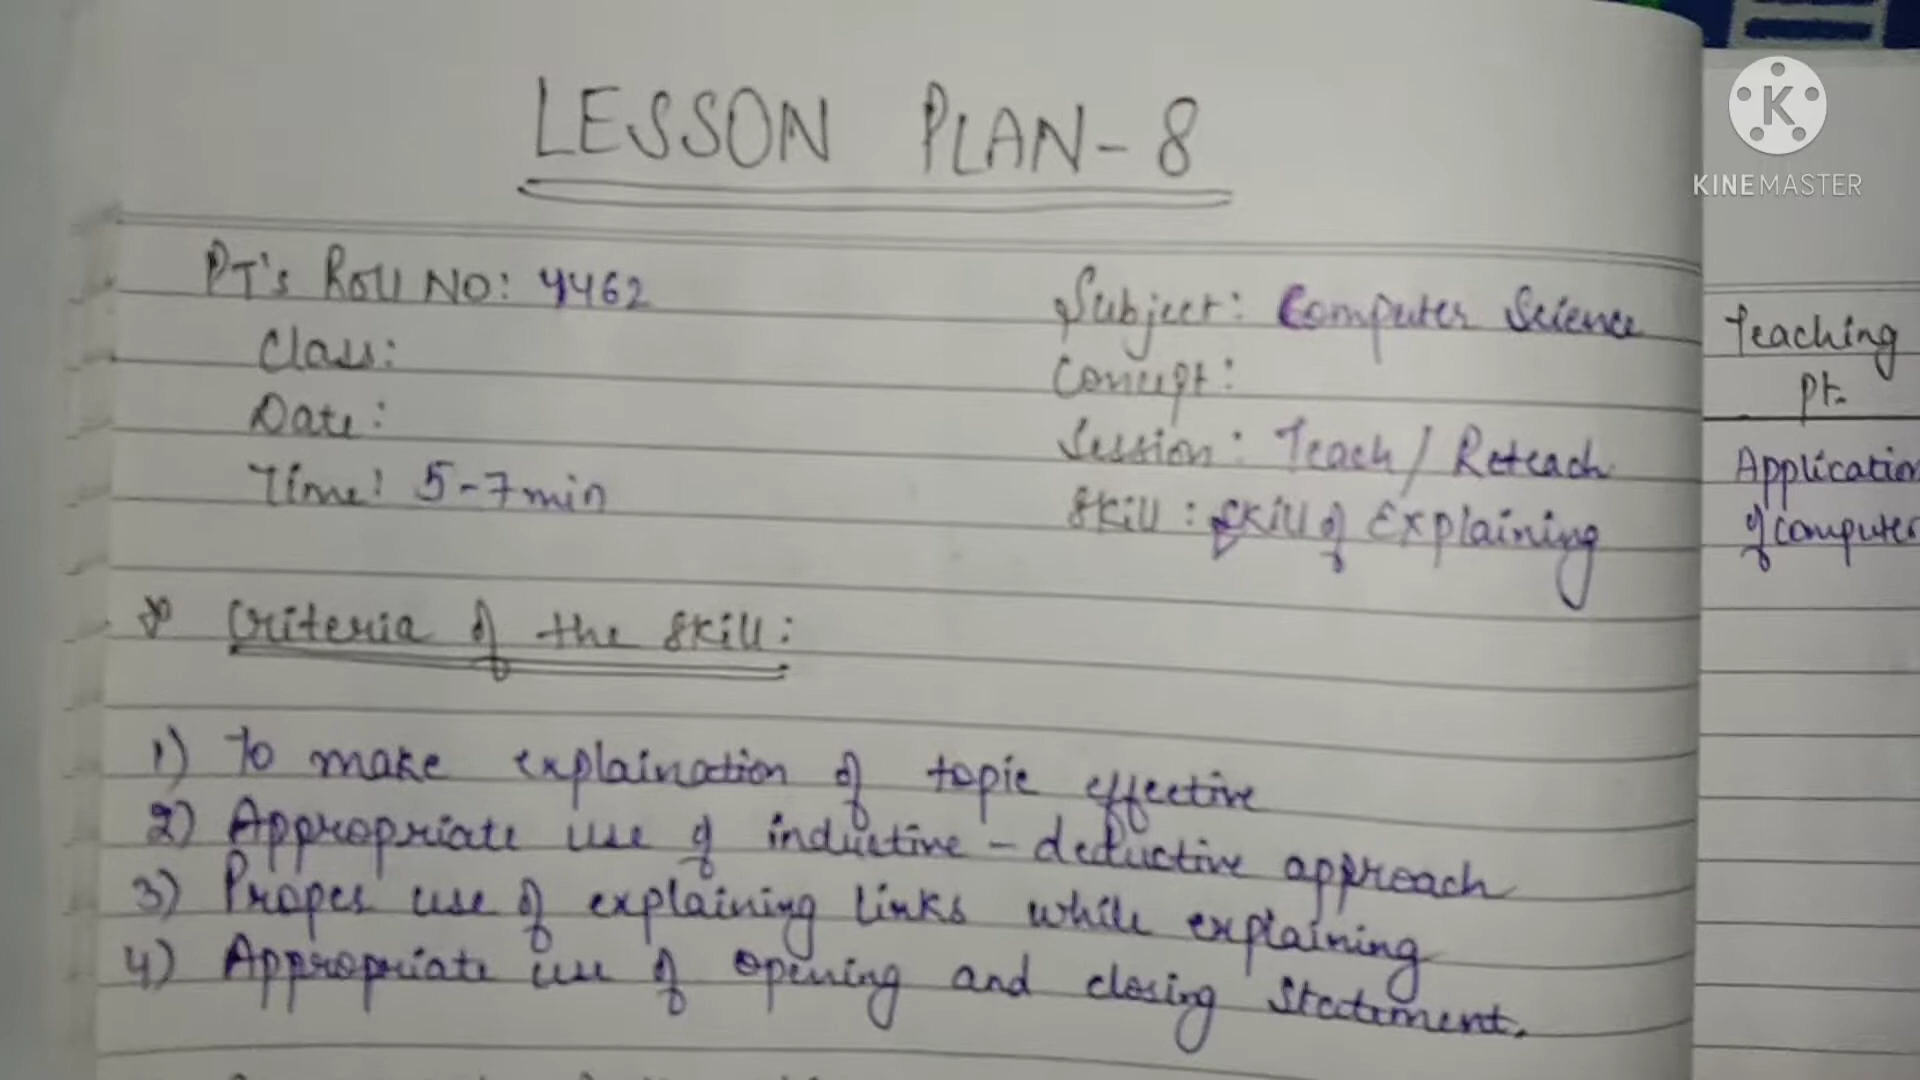 LESSON PLAN-8
PT's Roll NO: 4462
Class:
Date:
Time: 5-7 min
Subject: Computer Science
Concept:
Session: Teach / Reteach
Skill: Skill of Explaining
Criteria of the Skill:
1) To make explaination of topic effective
2) Appropriate use of inductive - deductive approach
3) Proper use of explaining links while explaining
4) Appropriate use of opening and closing Statement.
Teaching
Pt.
Application
of computer
KINEMASTER